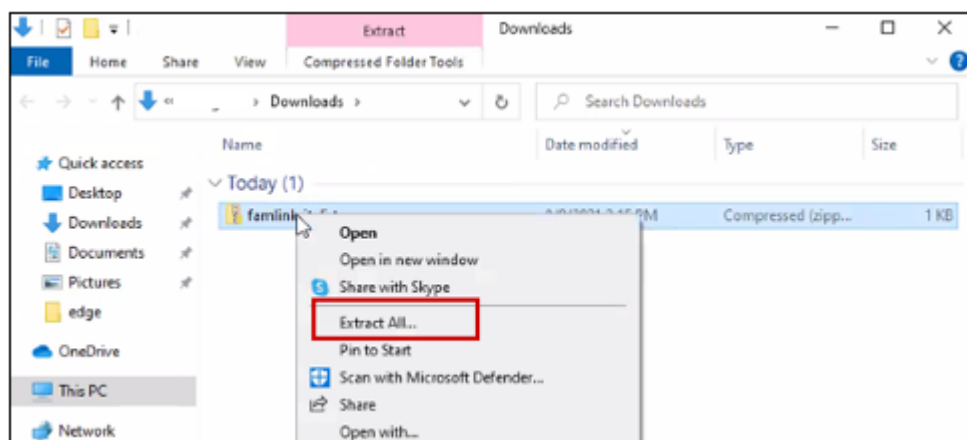 Extract
Downloads
File
Home
Share
View
Compressed Folder Tools
Downloads
Search Downloads
Name
Date modified
Type
Size
Quick access
Desktop
Downloads
Documents
Pictures
edge
OneDrive
This PC
Network
Today (1)
Compressed (zipp...
1 KB
Open
Open in new window
Share with Skype
Extract All...
Pin to Start
Scan with Microsoft Defender...
Share
Open with...